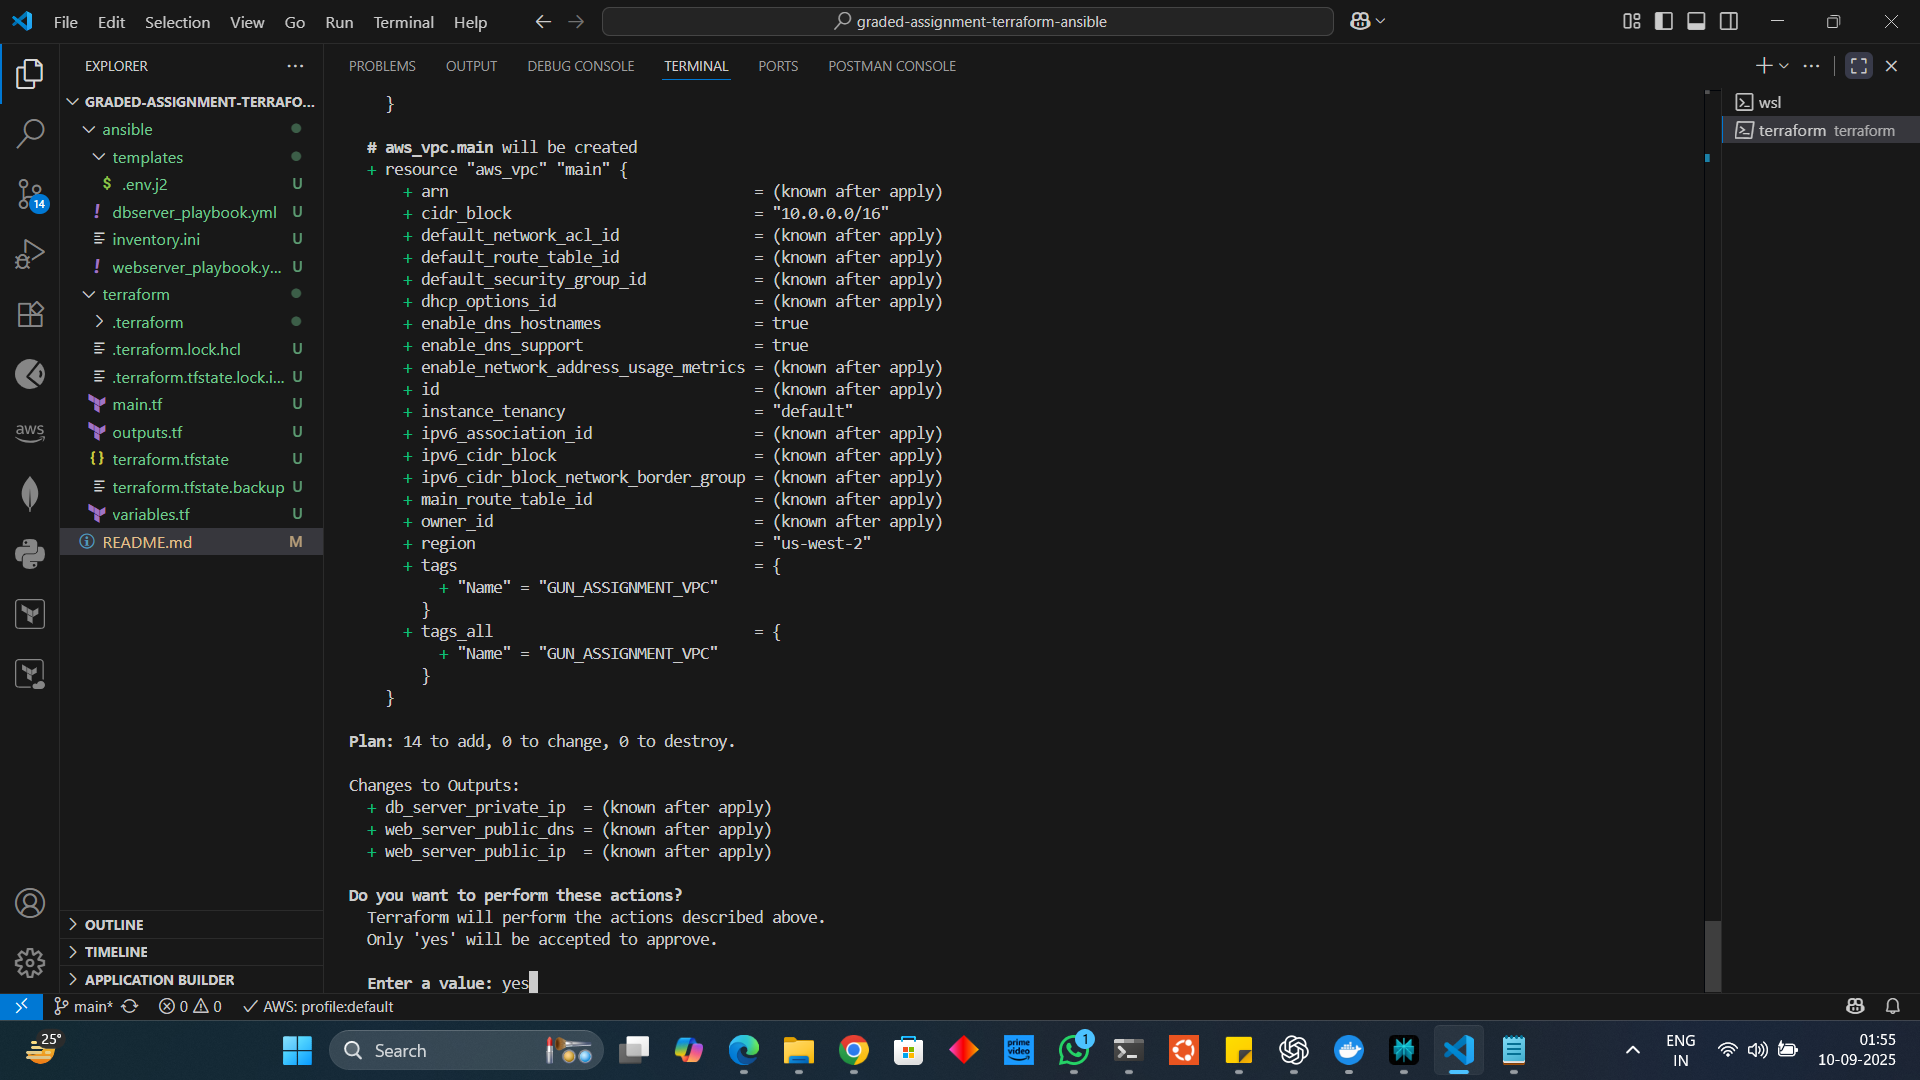 File Edit Selection View Go Run Terminal Help
graded-assignment-terraform-ansible
EXPLORER
GRADED-ASSIGNMENT-TERRAFO...
ansible
templates
$ .env.j2 U
! dbserver_playbook.yml U
inventory.ini U
! webserver_playbook.y... U
terraform
.terraform
.terraform.lock.hcl U
.terraform.tfstate.lock.i... U
main.tf U
outputs.tf U
{} terraform.tfstate U
terraform.tfstate.backup U
variables.tf U
README.md M
14
aws
OUTLINE
TIMELINE
APPLICATION BUILDER
PROBLEMS OUTPUT DEBUG CONSOLE TERMINAL PORTS POSTMAN CONSOLE
wsl
terraform terraform
}
# aws_vpc.main will be created
+ resource "aws_vpc" "main" {
+ arn = (known after apply)
+ cidr_block = "10.0.0.0/16"
+ default_network_acl_id = (known after apply)
+ default_route_table_id = (known after apply)
+ default_security_group_id = (known after apply)
+ dhcp_options_id = (known after apply)
+ enable_dns_hostnames = true
+ enable_dns_support = true
+ enable_network_address_usage_metrics = (known after apply)
+ id = (known after apply)
+ instance_tenancy = "default"
+ ipv6_association_id = (known after apply)
+ ipv6_cidr_block = (known after apply)
+ ipv6_cidr_block_network_border_group = (known after apply)
+ main_route_table_id = (known after apply)
+ owner_id = (known after apply)
+ region = "us-west-2"
+ tags = {
+ "Name" = "GUN_ASSIGNMENT_VPC"
}
+ tags_all = {
+ "Name" = "GUN_ASSIGNMENT_VPC"
}
}
Plan: 14 to add, 0 to change, 0 to destroy.
Changes to Outputs:
+ db_server_private_ip = (known after apply)
+ web_server_public_dns = (known after apply)
+ web_server_public_ip = (known after apply)
Do you want to perform these actions?
Terraform will perform the actions described above.
Only 'yes' will be accepted to approve.
Enter a value: yes
main* 0 0 AWS: profile:default
25°
Search
prime video
1
ENG
IN
01:55
10-09-2025